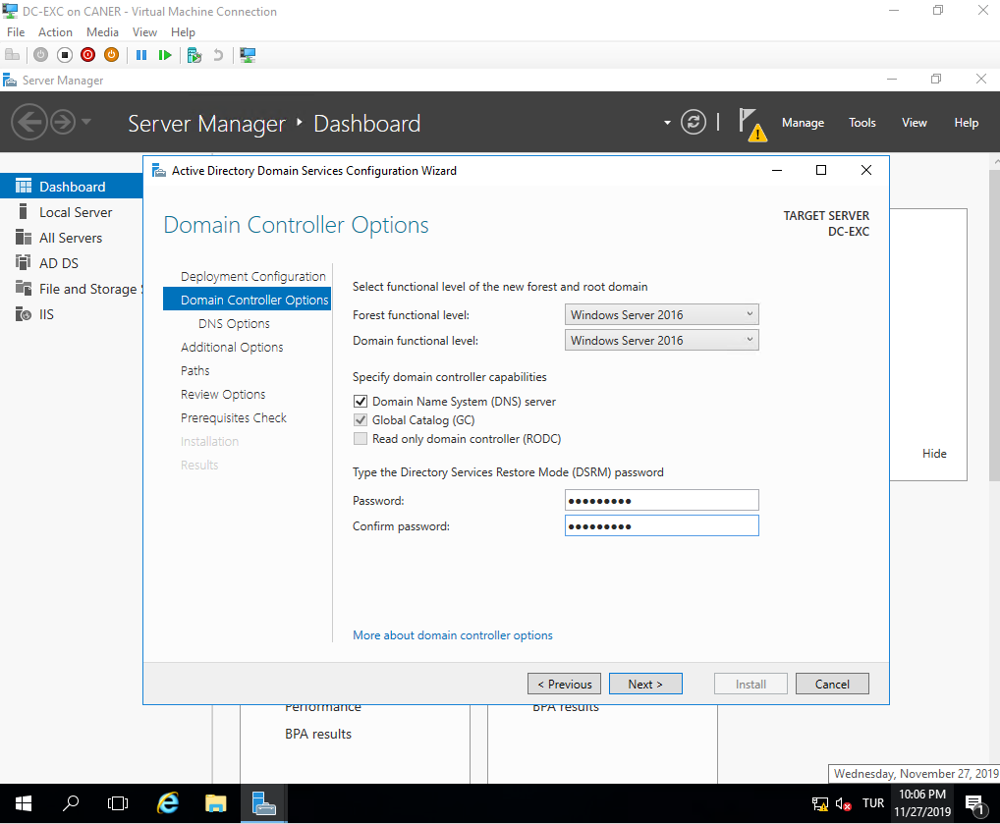 DC-EXC on CANER - Virtual Machine Connection
File Action Media View Help
Server Manager
Server Manager ‣ Dashboard
Manage Tools View Help
Dashboard
Local Server
All Servers
AD DS
File and Storage S
IIS
Active Directory Domain Services Configuration Wizard
Domain Controller Options
TARGET SERVER
DC-EXC
Deployment Configuration
Domain Controller Options
DNS Options
Additional Options
Paths
Review Options
Prerequisites Check
Installation
Results
Select functional level of the new forest and root domain
Forest functional level: Windows Server 2016
Domain functional level: Windows Server 2016
Specify domain controller capabilities
Domain Name System (DNS) server
Global Catalog (GC)
Read only domain controller (RODC)
Type the Directory Services Restore Mode (DSRM) password
Password: ●●●●●●●●●
Confirm password: ●●●●●●●●●
More about domain controller options
< Previous Next > Install Cancel
Hide
Performance
BPA results
BPA results
Wednesday, November 27, 2019
TUR
10:06 PM
11/27/2019
1